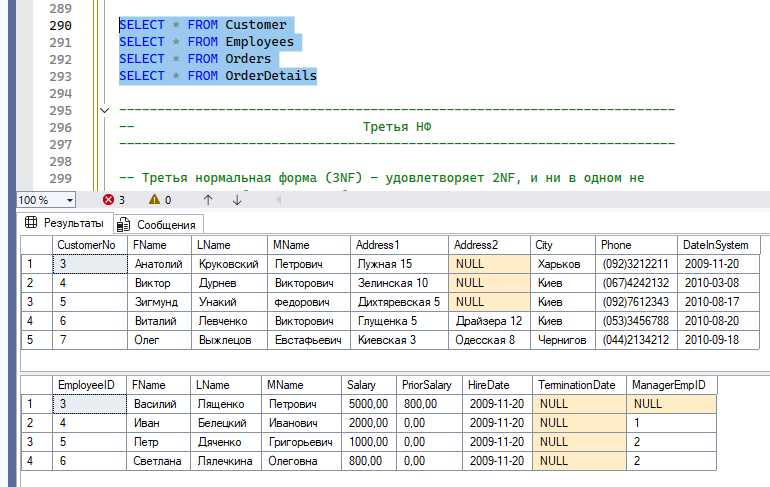 289
290 SELECT * FROM Customer
291 SELECT * FROM Employees
292 SELECT * FROM Orders
293 SELECT * FROM OrderDetails
294
295 --------------------------------------------------------------------------
296 -- Третья НФ
297 --------------------------------------------------------------------------
298
299 -- Третья нормальная форма (3NF) – удовлетворяет 2NF, и ни в одном не
100 % 3 0
Результаты Сообщения
CustomerNo FName LName MName Address1 Address2 City Phone DateInSystem
1 3 Анатолий Круковский Петрович Лужная 15 NULL Харьков (092)3212211 2009-11-20
2 4 Виктор Дурнев Викторович Зелинская 10 NULL Киев (067)4242132 2010-03-08
3 5 Зигмунд Унакий федорович Дихтяревская 5 NULL Киев (092)7612343 2010-08-17
4 6 Виталий Левченко Викторович Глущенка 5 Драйзера 12 Киев (053)3456788 2010-08-20
5 7 Олег Выжлецов Евстафьевич Киевская 3 Одесская 8 Чернигов (044)2134212 2010-09-18
EmployeeID FName LName MName Salary PriorSalary HireDate TerminationDate ManagerEmpID
1 3 Василий Лященко Петрович 5000,00 800,00 2009-11-20 NULL NULL
2 4 Иван Белецкий Иванович 2000,00 0,00 2009-11-20 NULL 1
3 5 Петр Дяченко Григорьевич 1000,00 0,00 2009-11-20 NULL 2
4 6 Светлана Лялечкина Олеговна 800,00 0,00 2009-11-20 NULL 2